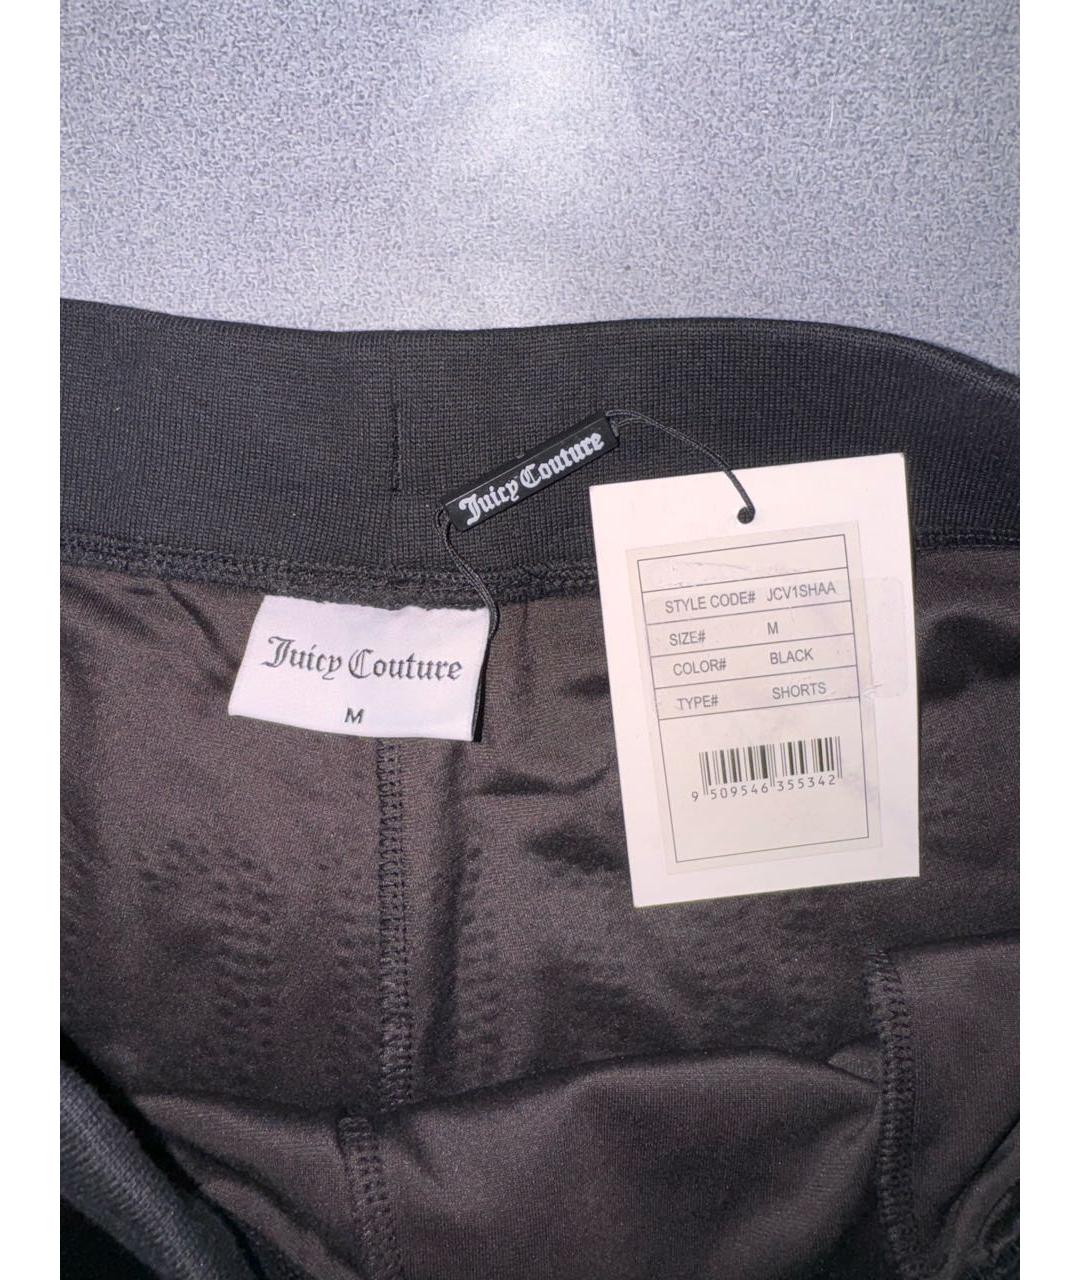 Juicy Couture
Juicy Couture
M
STYLE CODE# JCV1SHAA
SIZE# M
COLOR# BLACK
TYPE# SHORTS
9 509546 355342